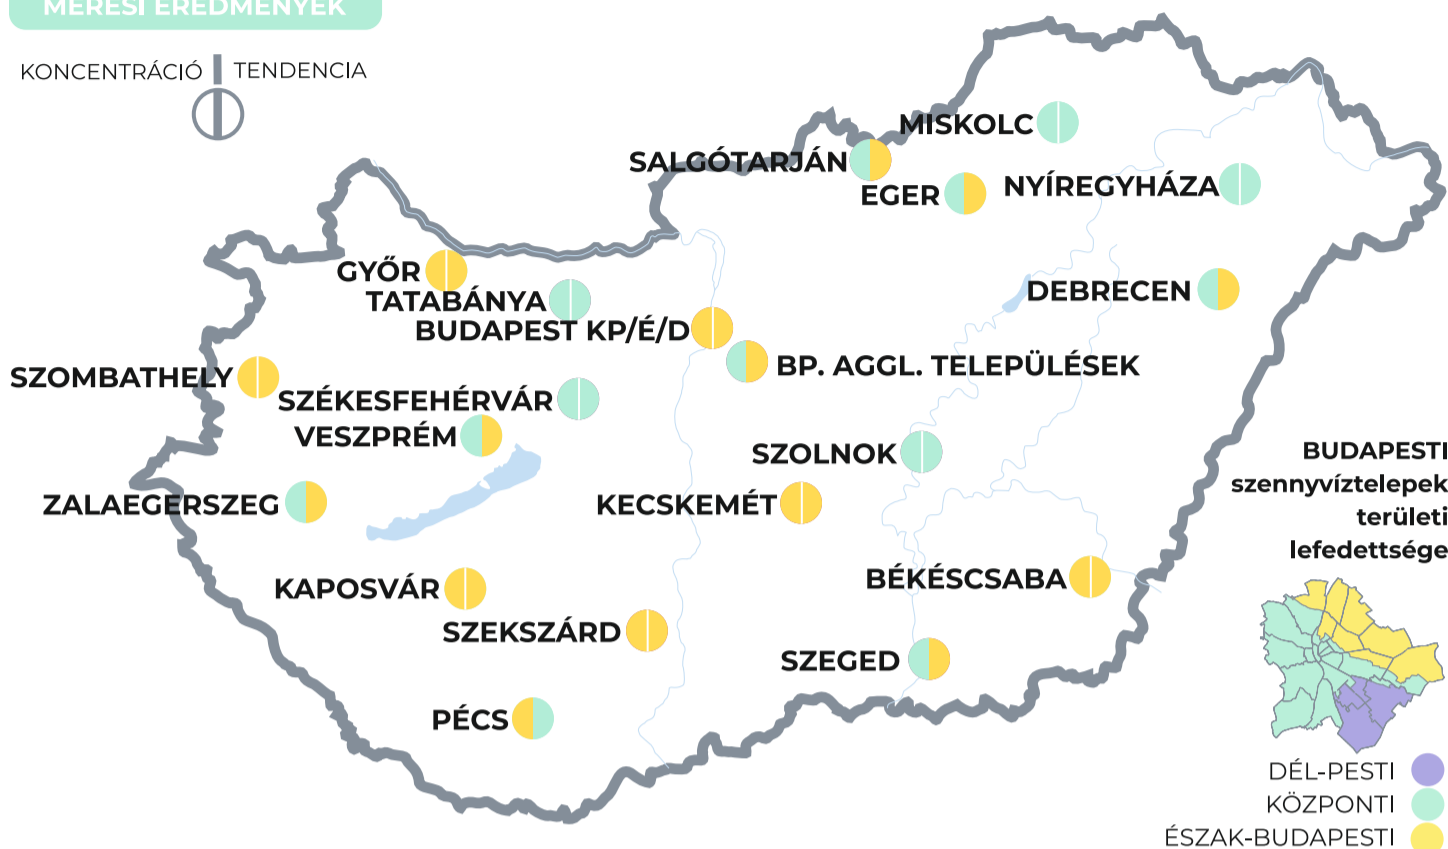 MÉRÉSI EREDMÉNYEK
KONCENTRÁCIÓ
TENDENCIA
MISKOLC
SALGÓTARJÁN
EGER
NYÍREGYHÁZA
GYŐR
TATABÁNYA
BUDAPEST KP/É/D
DEBRECEN
BP. AGGL. TELEPÜLÉSEK
SZOMBATHELY
SZÉKESFEHÉRVÁR
VESZPRÉM
SZOLNOK
ZALAEGERSZEG
KECSKEMÉT
KAPOSVÁR
BÉKÉSCSABA
SZEKSZÁRD
SZEGED
PÉCS
BUDAPESTI
szennyvíztelepek
területi
lefedettsége
DÉL-PESTI
KÖZPONTI
ÉSZAK-BUDAPESTI